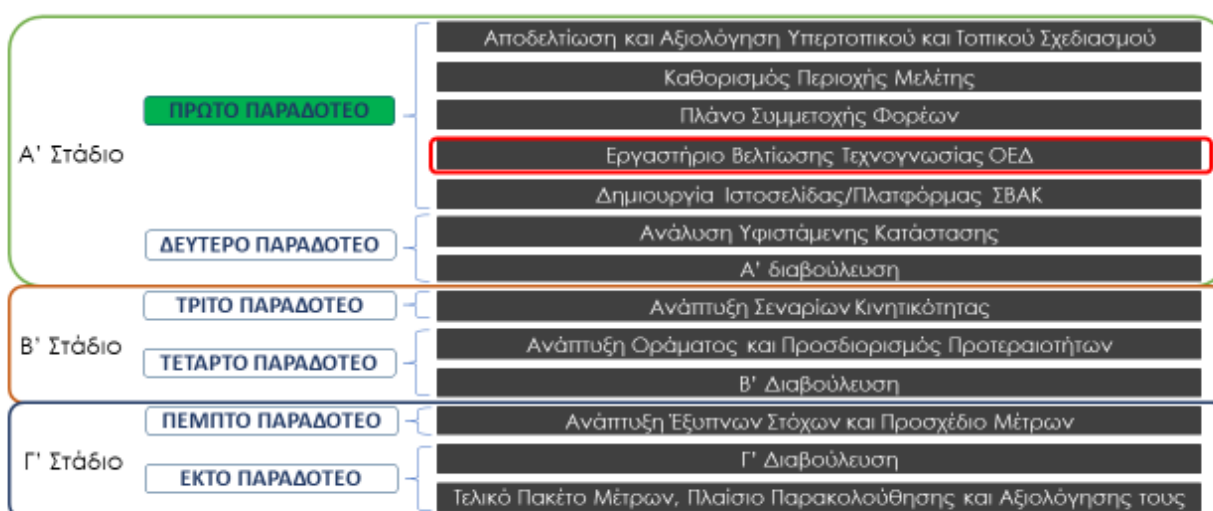 Α' Στάδιο
ΠΡΩΤΟ ΠΑΡΑΔΟΤΕΟ
Αποδελτίωση και Αξιολόγηση Υπερτοπικού και Τοπικού Σχεδιασμού
Καθορισμός Περιοχής Μελέτης
Πλάνο Συμμετοχής Φορέων
Εργαστήριο Βελτίωσης Τεχνογνωσίας ΟΕΔ
Δημιουργία Ιστοσελίδας/Πλατφόρμας ΣΒΑΚ
ΔΕΥΤΕΡΟ ΠΑΡΑΔΟΤΕΟ
Ανάλυση Υφιστάμενης Κατάστασης
Α' διαβούλευση
Β' Στάδιο
ΤΡΙΤΟ ΠΑΡΑΔΟΤΕΟ
Ανάπτυξη Σεναρίων Κινητικότητας
ΤΕΤΑΡΤΟ ΠΑΡΑΔΟΤΕΟ
Ανάπτυξη Οράματος και Προσδιορισμός Προτεραιοτήτων
Β' Διαβούλευση
Γ' Στάδιο
ΠΕΜΠΤΟ ΠΑΡΑΔΟΤΕΟ
Ανάπτυξη Έξυπνων Στόχων και Προσχέδιο Μέτρων
ΕΚΤΟ ΠΑΡΑΔΟΤΕΟ
Γ' Διαβούλευση
Τελικό Πακέτο Μέτρων, Πλαίσιο Παρακολούθησης και Αξιολόγησης τους